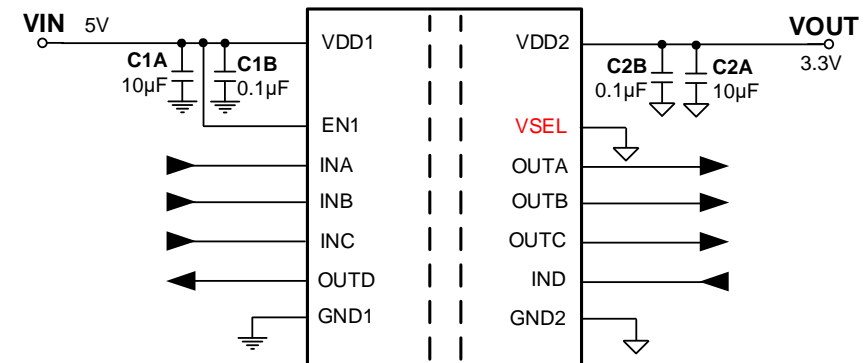 VIN 5V
VOUT
3.3V
C1A
10µF
C1B
0.1µF
C2B
0.1µF
C2A
10µF
VDD1
EN1
INA
INB
INC
OUTD
GND1
VDD2
VSEL
OUTA
OUTB
OUTC
IND
GND2